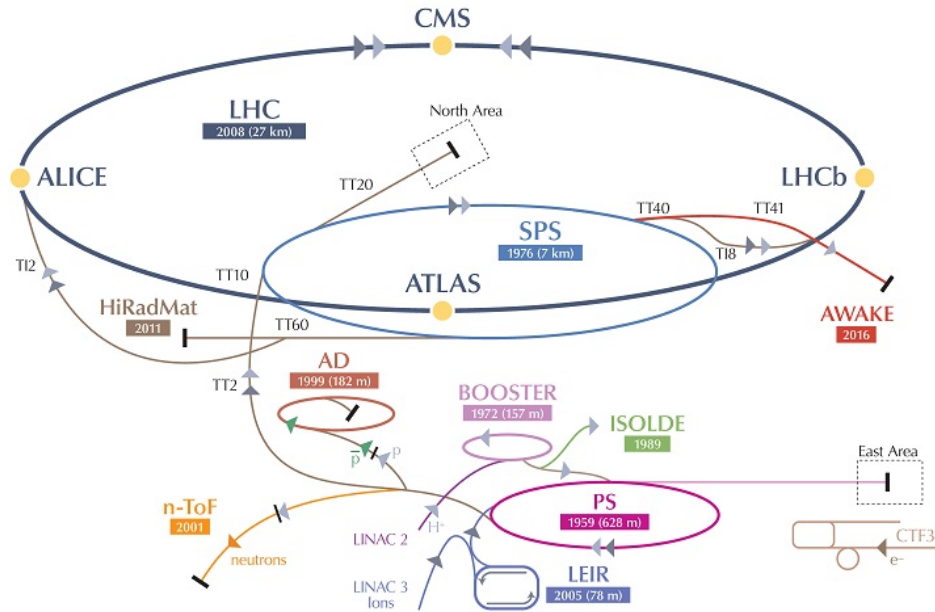 CMS
LHC
2008 (27 km)
North Area
ALICE
TT20
LHCb
TT40
TT41
SPS
1976 (7 km)
TI8
TI2
TT10
ATLAS
HiRadMat
2011
TT60
AWAKE
2016
AD
1999 (182 m)
TT2
BOOSTER
1972 (157 m)
ISOLDE
1989
p̅
p
East Area
n-ToF
2001
PS
1959 (628 m)
H⁻
LINAC 2
neutrons
CTF3
e⁻
LEIR
2005 (78 m)
LINAC 3
Ions